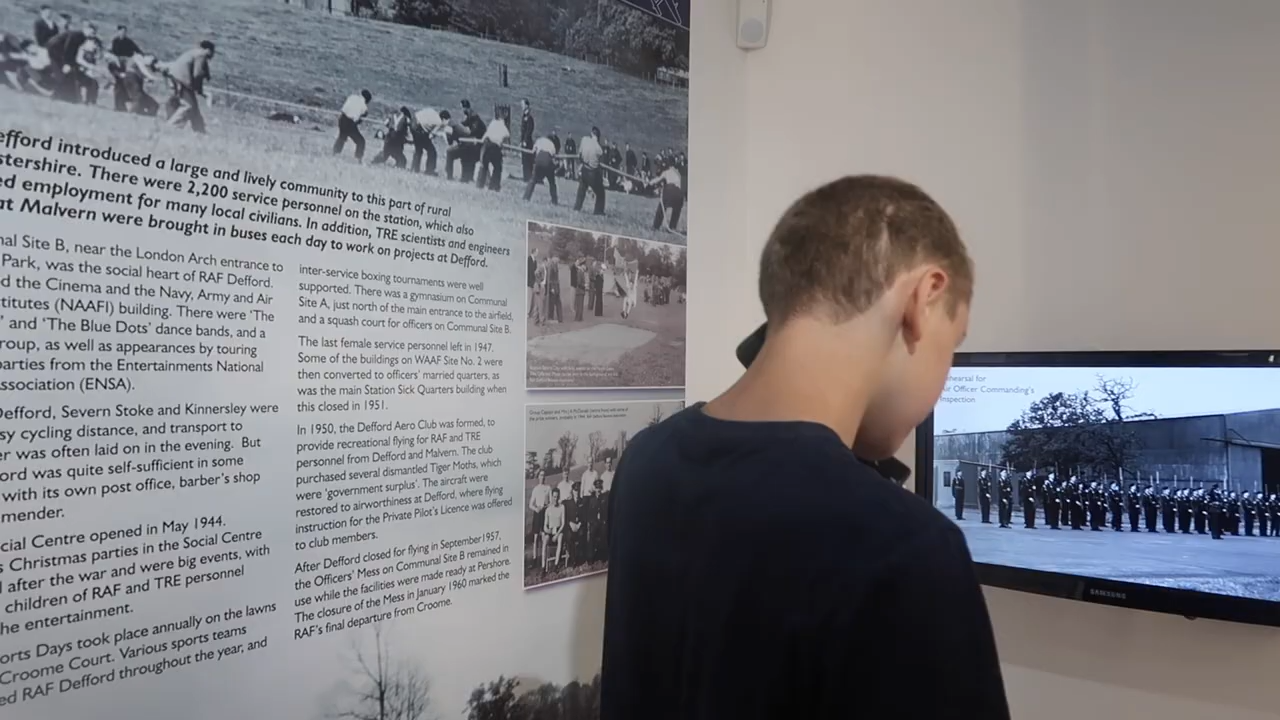 efford introduced a large and lively community to this part of rural
stershire. There were 2,200 service personnel on the station, which also
ed employment for many local civilians. In addition, TRE scientists and engineers
at Malvern were brought in buses each day to work on projects at Defford.
nal Site B, near the London Arch entrance to
Park, was the social heart of RAF Defford.
d the Cinema and the Navy, Army and Air
titutes (NAAFI) building. There were 'The
' and 'The Blue Dots' dance bands, and a
roup, as well as appearances by touring
parties from the Entertainments National
ssociation (ENSA).
Defford, Severn Stoke and Kinnersley were
sy cycling distance, and transport to
er was often laid on in the evening. But
ord was quite self-sufficient in some
with its own post office, barber's shop
mender.
cial Centre opened in May 1944.
s Christmas parties in the Social Centre
l after the war and were big events, with
children of RAF and TRE personnel
he entertainment.
orts Days took place annually on the lawns
Croome Court. Various sports teams
ed RAF Defford throughout the year, and
inter-service boxing tournaments were well
supported. There was a gymnasium on Communal
Site A, just north of the main entrance to the airfield,
and a squash court for officers on Communal Site B.
The last female service personnel left in 1947.
Some of the buildings on WAAF Site No. 2 were
then converted to officers' married quarters, as
was the main Station Sick Quarters building when
this closed in 1951.
In 1950, the Defford Aero Club was formed, to
provide recreational flying for RAF and TRE
personnel from Defford and Malvern. The club
purchased several dismantled Tiger Moths, which
were 'government surplus'. The aircraft were
restored to airworthiness at Defford, where flying
instruction for the Private Pilot's Licence was offered
to club members.
After Defford closed for flying in September 1957,
the Officers' Mess on Communal Site B remained in
use while the facilities were made ready at Pershore.
The closure of the Mess in January 1960 marked the
RAF's final departure from Croome.
ehearsal for
Air Officer Commanding's
Inspection
SAMSUNG